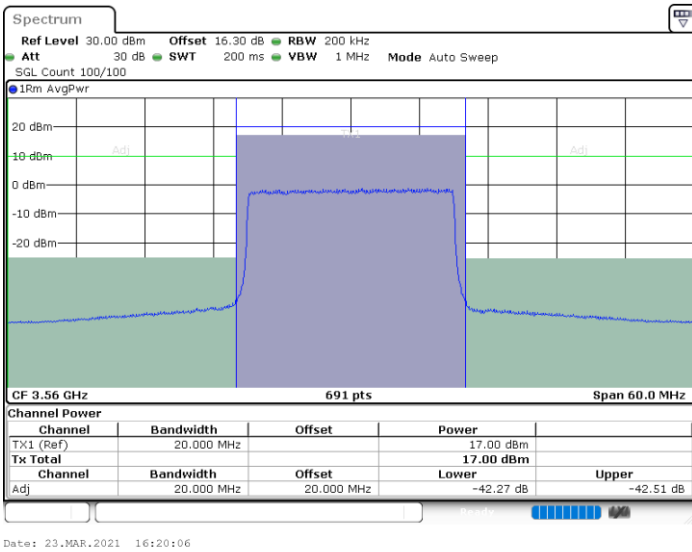 Spectrum
Ref Level 30.00 dBm Offset 16.30 dB RBW 200 kHz
Att 30 dB SWT 200 ms VBW 1 MHz Mode Auto Sweep
SGL Count 100/100
1Rm AvgPwr
20 dBm
TX1
Adj
Adj
10 dBm
0 dBm
-10 dBm
-20 dBm
CF 3.56 GHz 691 pts Span 60.0 MHz
Channel Power
Channel Bandwidth Offset Power
TX1 (Ref) 20.000 MHz 17.00 dBm
Tx Total 17.00 dBm
Channel Bandwidth Offset Lower Upper
Adj 20.000 MHz 20.000 MHz -42.27 dB -42.51 dB
Ready
Date: 23.MAR.2021 16:20:06